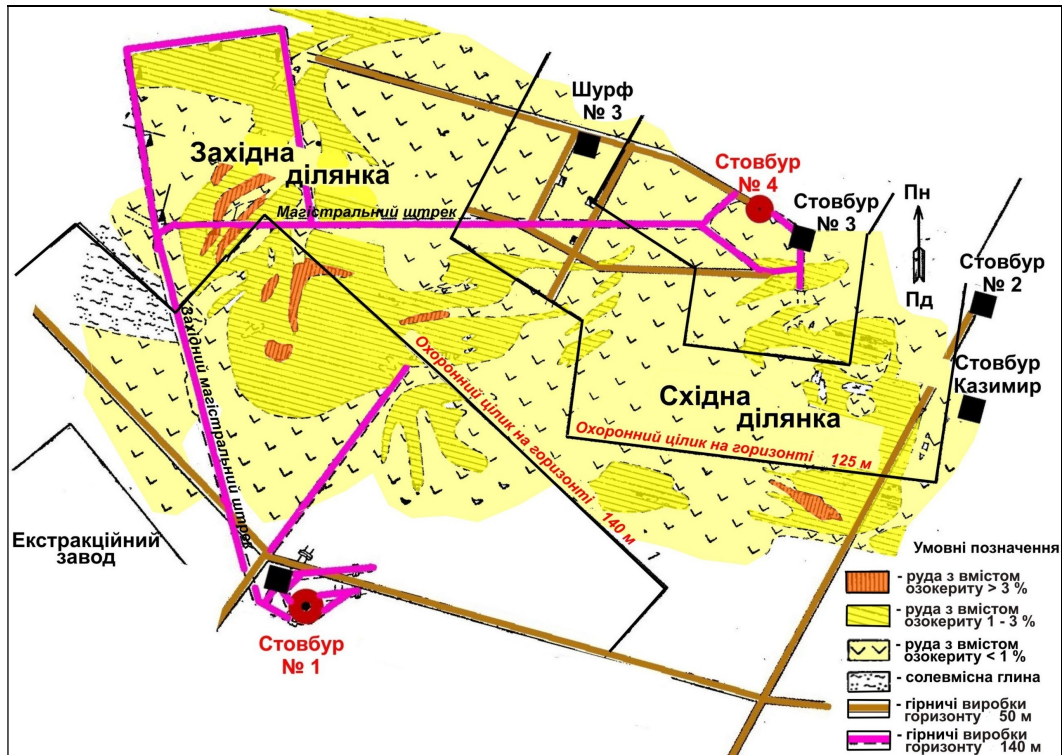 Шурф
№ 3
Західна
ділянка
Стовбур
№ 4
Стовбур
№ 3
Магістральний штрек
Пн
Пд
Стовбур
№ 2
Стовбур
Казимир
Західний магістральний штрек
Охоронний цілик на горизонті 140 м
Східна
ділянка
Охоронний цілик на горизонті 125 м
Екстракційний
завод
Стовбур
№ 1
Умовні позначення
- руда з вмістом
озокериту > 3 %
- руда з вмістом
озокериту 1 - 3 %
- руда з вмістом
озокериту < 1 %
- солевмісна глина
- гірничі виробки
горизонту 50 м
- гірничі виробки
горизонту 140 м